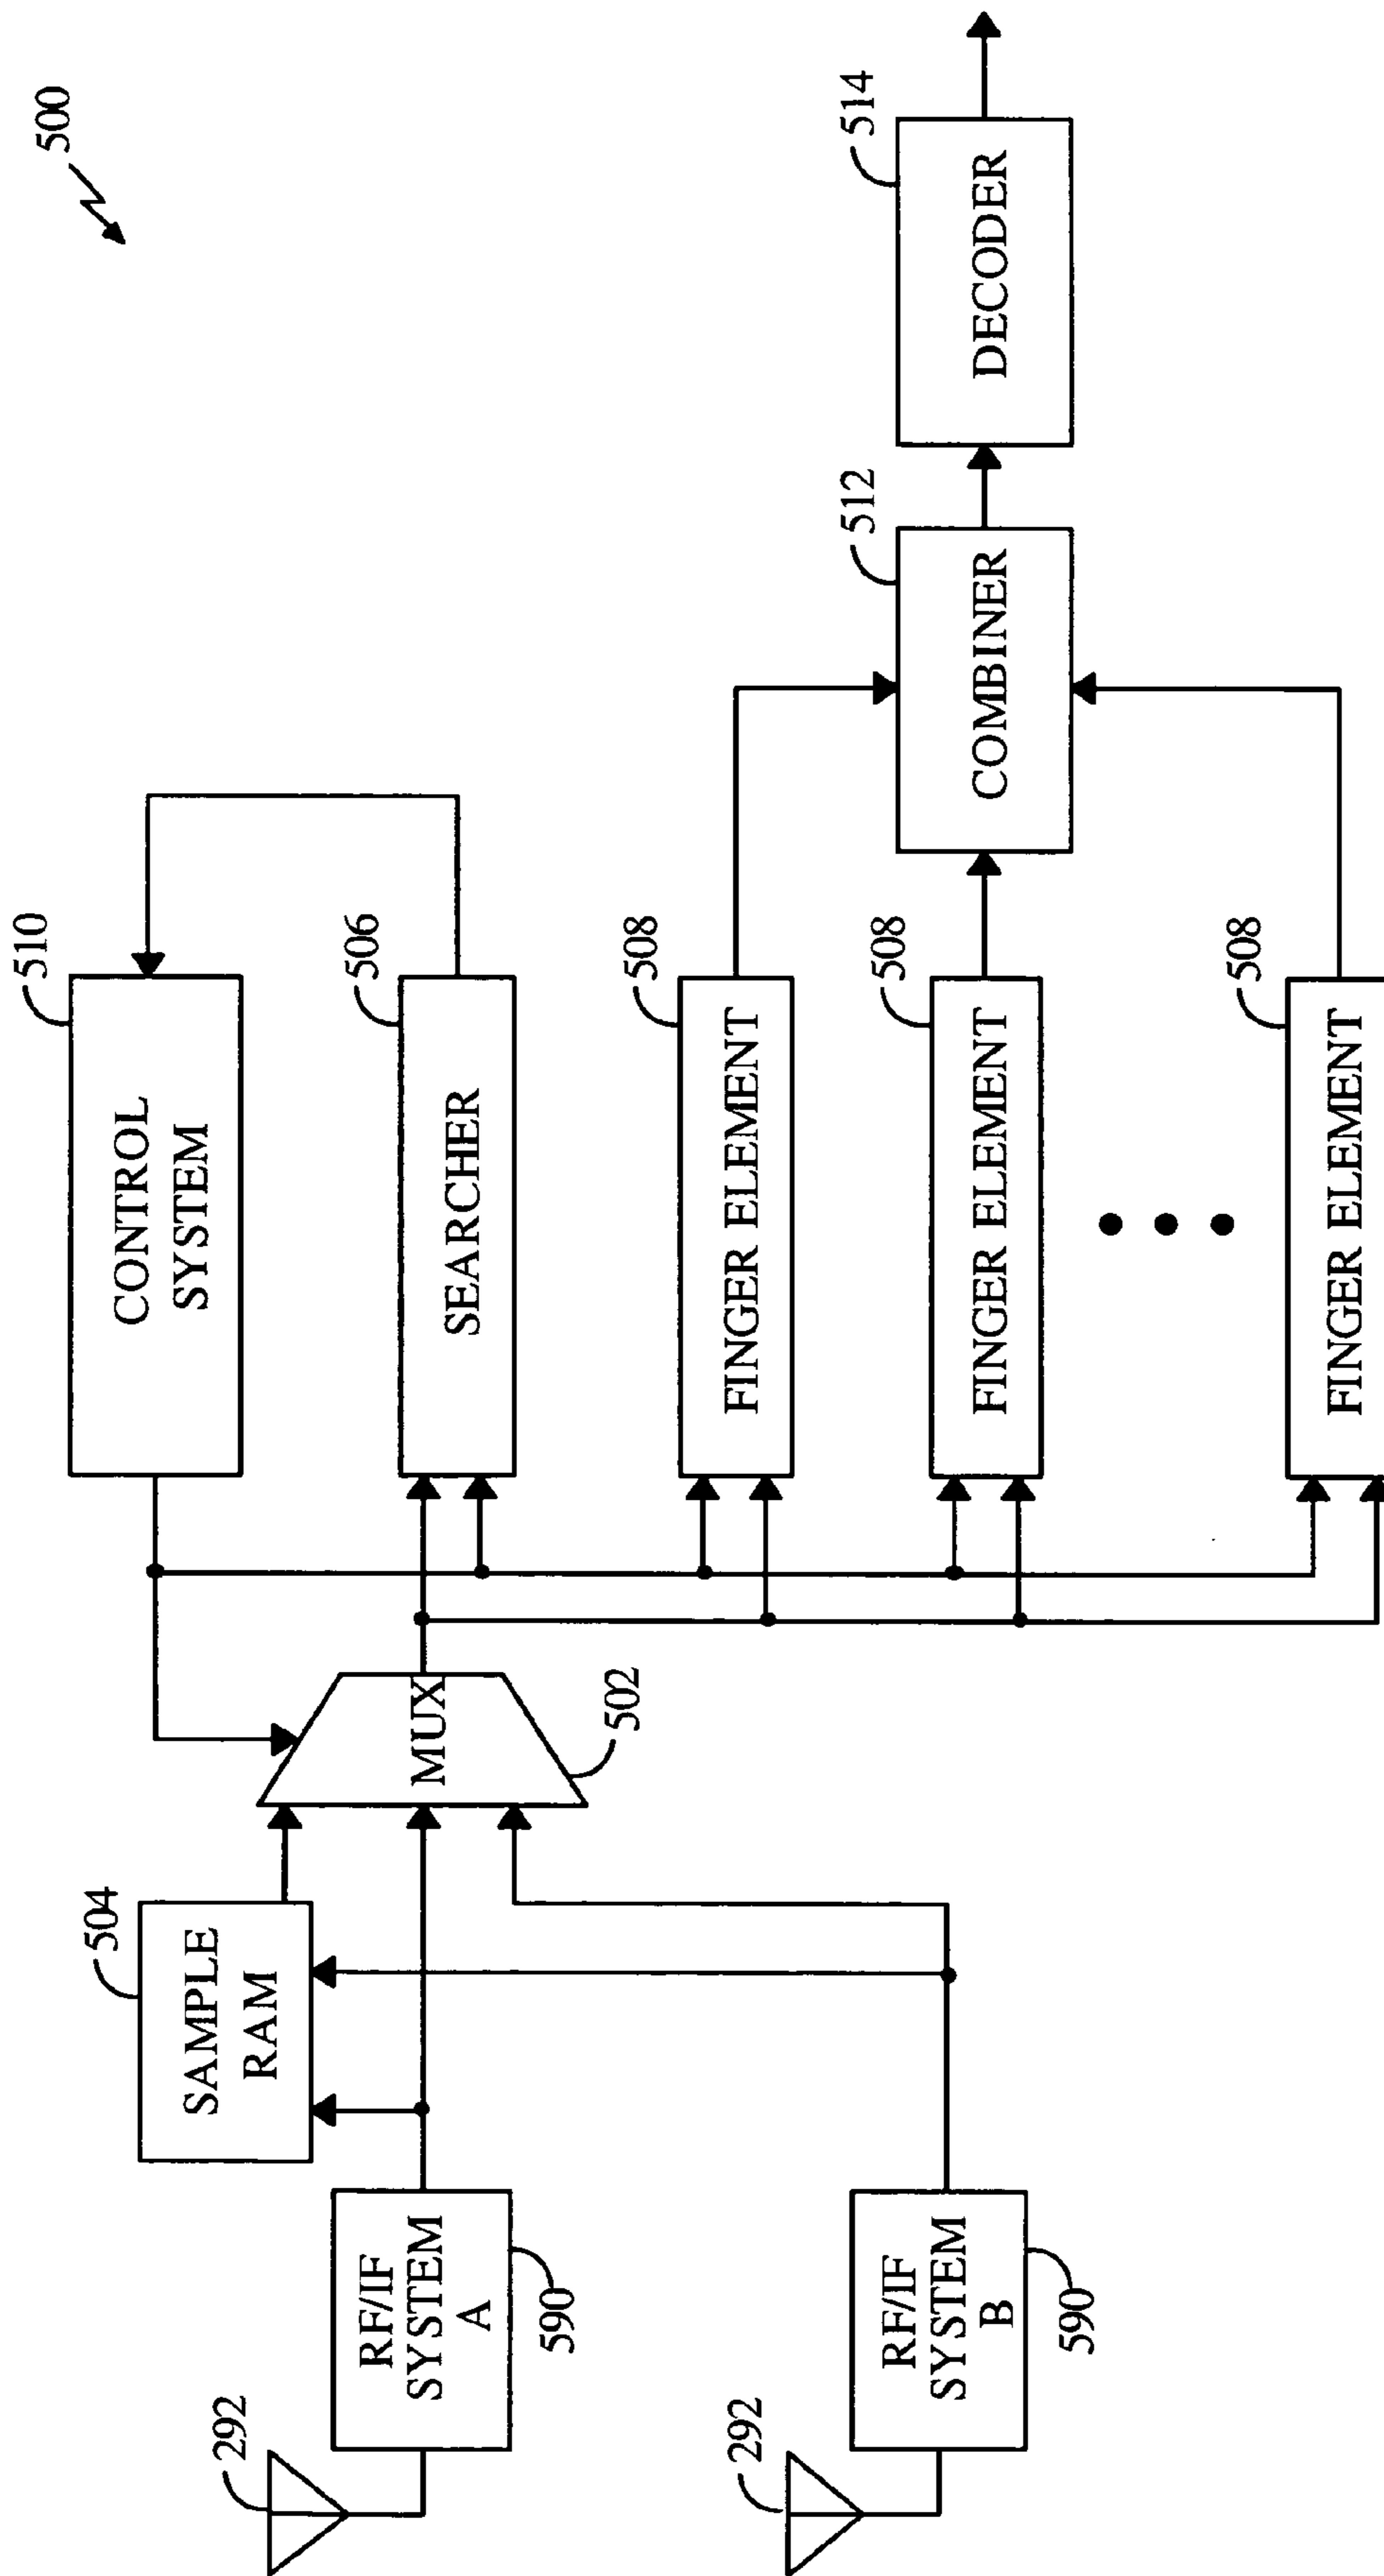 500
510
CONTROL
SYSTEM
504
SAMPLE
RAM
506
SEARCHER
292
RF/IF
SYSTEM
A
590
MUX
502
508
FINGER ELEMENT
514
DECODER
512
COMBINER
508
FINGER ELEMENT
292
RF/IF
SYSTEM
B
590
508
FINGER ELEMENT